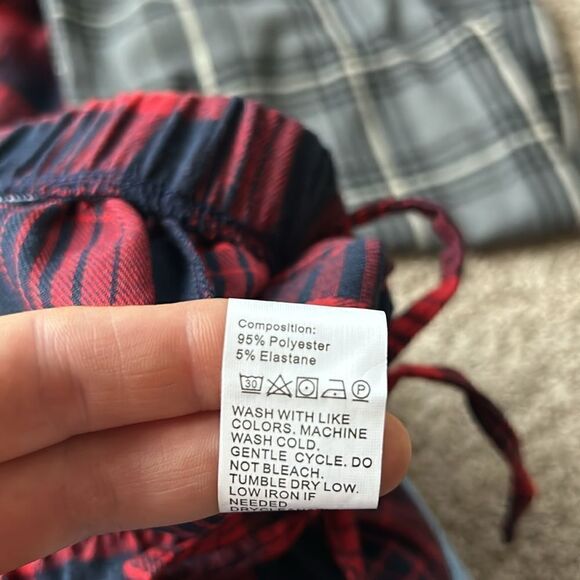 Composition:
95% Polyester
5% Elastane
30 P
WASH WITH LIKE
COLORS. MACHINE
WASH COLD.
GENTLE CYCLE. DO
NOT BLEACH.
TUMBLE DRY LOW.
LOW IRON IF
NEEDED